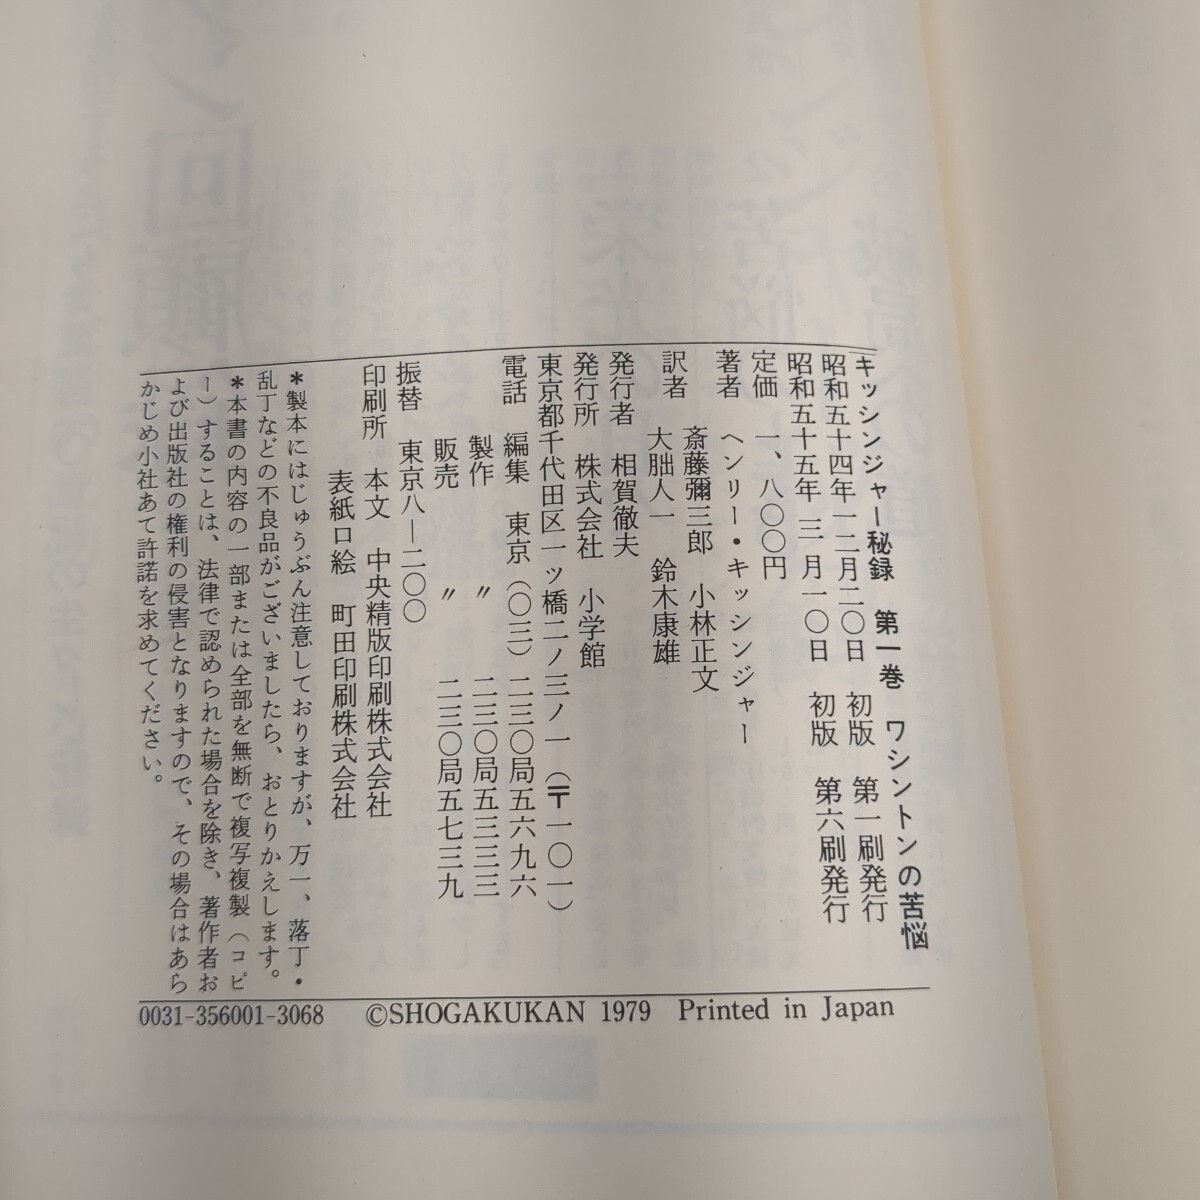 キッシンジャー秘録　第一巻　ワシントンの苦悩
昭和五十四年一二月二〇日　初版　第一刷発行
昭和五十五年　三　月一〇日　初版　第六刷発行
定価　一、八〇〇円
著者　ヘンリー・キッシンジャー
斎藤彌三郎　小林正文
訳者　大朏人一　鈴木康雄
発行者　相賀徹夫
発行所　株式会社　小学館
東京都千代田区一ツ橋二ノ三ノ一（〒一〇一）
電話　編集　東京（〇三）二三〇局五六九六
製作　〃　二三〇局五三三三
販売　〃　二三〇局五七三九
振替　東京八―二〇〇
印刷所　本文　中央精版印刷株式会社
表紙口絵　町田印刷株式会社
＊製本にはじゅうぶん注意しておりますが、万一、落丁・
乱丁などの不良品がございましたら、おとりかえします。
＊本書の内容の一部または全部を無断で複写複製（コピ
ー）することは、法律で認められた場合を除き、著作者お
よび出版社の権利の侵害となりますので、その場合はあら
かじめ小社あて許諾を求めてください。
0031-356001-3068　©SHOGAKUKAN 1979　Printed in Japan